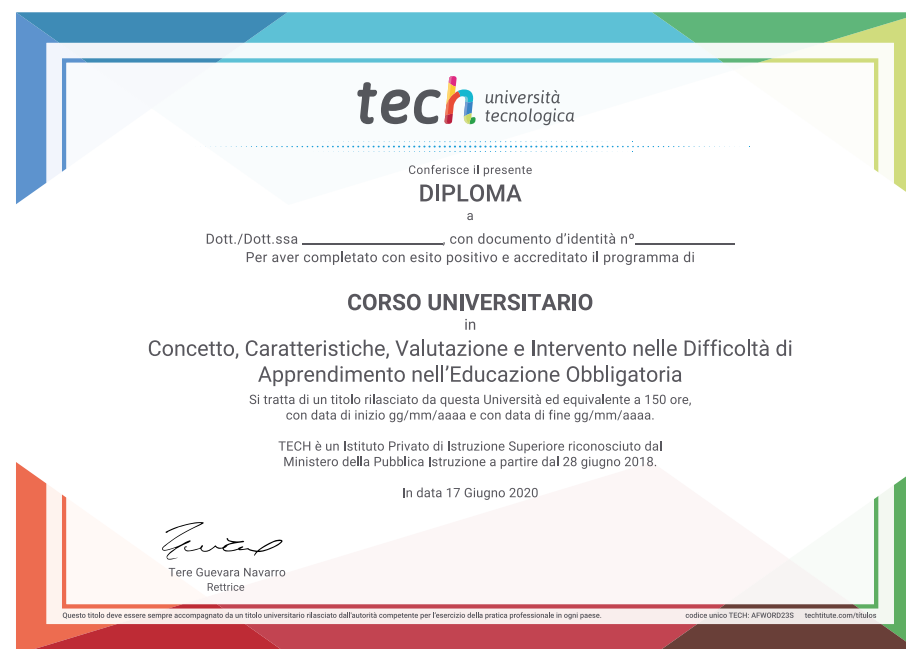 tech università
tecnologica
Conferisce il presente
DIPLOMA
a
Dott./Dott.ssa ____________________, con documento d'identità nº______________
Per aver completato con esito positivo e accreditato il programma di
CORSO UNIVERSITARIO
in
Concetto, Caratteristiche, Valutazione e Intervento nelle Difficoltà di
Apprendimento nell'Educazione Obbligatoria
Si tratta di un titolo rilasciato da questa Università ed equivalente a 150 ore,
con data di inizio gg/mm/aaaa e con data di fine gg/mm/aaaa.
TECH è un Istituto Privato di Istruzione Superiore riconosciuto dal
Ministero della Pubblica Istruzione a partire dal 28 giugno 2018.
In data 17 Giugno 2020
Tere Guevara Navarro
Rettrice
Questo titolo deve essere sempre accompagnato da un titolo universitario rilasciato dall'autorità competente per l'esercizio della pratica professionale in ogni paese. codice unico TECH: AFWORD23S techtitute.com/titulos